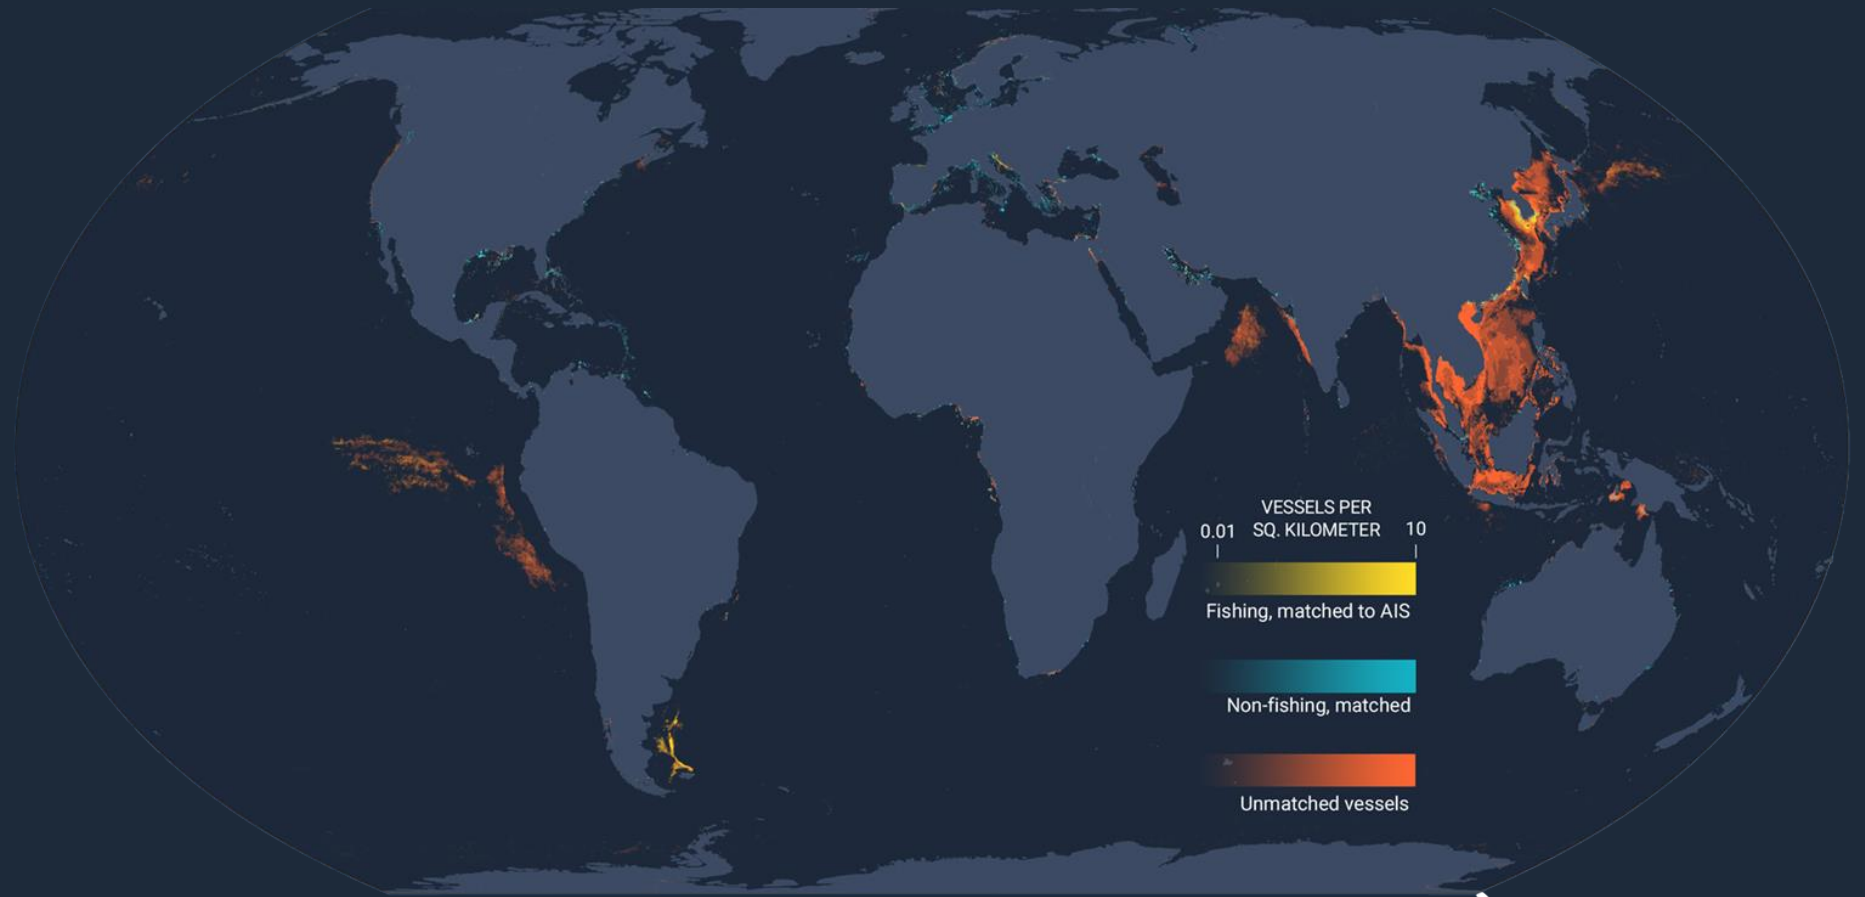 VESSELS PER
0.01 SQ. KILOMETER 10
Fishing, matched to AIS
Non-fishing, matched
Unmatched vessels